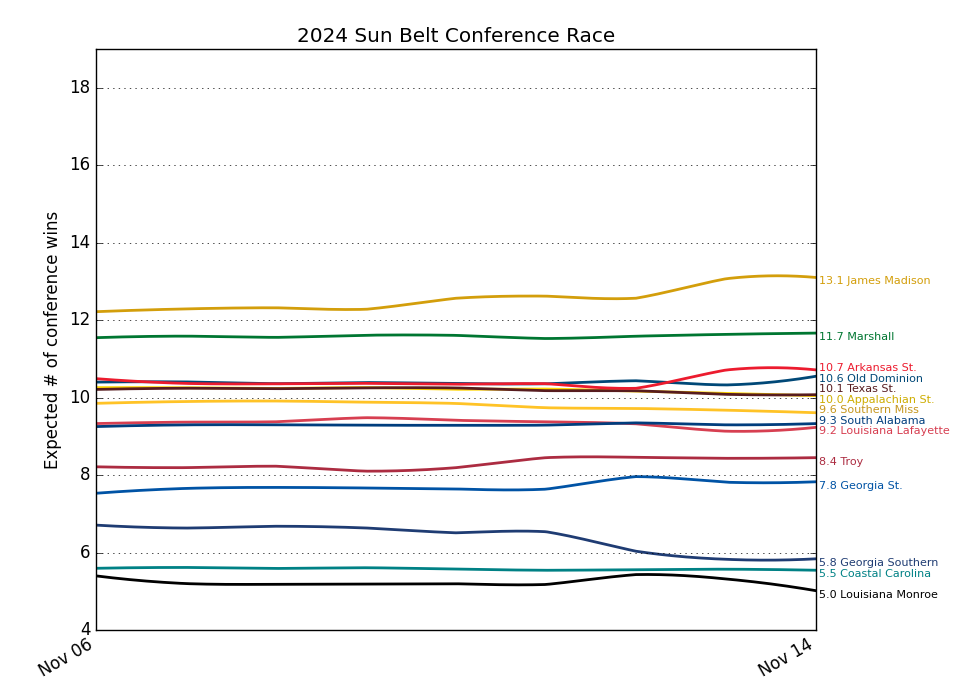 2024 Sun Belt Conference Race
Expected # of conference wins
18
16
14
12
10
8
6
4
Nov 06
Nov 14
13.1 James Madison
11.7 Marshall
10.7 Arkansas St.
10.6 Old Dominion
10.1 Texas St.
10.0 Appalachian St.
9.6 Southern Miss
9.3 South Alabama
9.2 Louisiana Lafayette
8.4 Troy
7.8 Georgia St.
5.8 Georgia Southern
5.5 Coastal Carolina
5.0 Louisiana Monroe